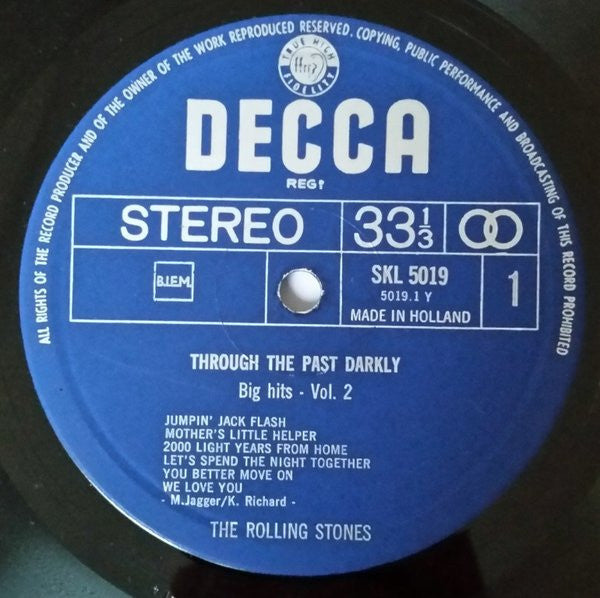 ALL RIGHTS OF THE RECORD PRODUCER AND OF THE OWNER OF THE WORK REPRODUCED RESERVED. COPYING, PUBLIC PERFORMANCE AND BROADCASTING OF THIS RECORD PROHIBITED
TRUE HIGH
ffrr
FIDELITY
DECCA
REGT
STEREO
33⅓
B.I.E.M.
SKL 5019
5019.1 Y
MADE IN HOLLAND
1
THROUGH THE PAST DARKLY
Big hits - Vol. 2
JUMPIN' JACK FLASH
MOTHER'S LITTLE HELPER
2000 LIGHT YEARS FROM HOME
LET'S SPEND THE NIGHT TOGETHER
YOU BETTER MOVE ON
WE LOVE YOU
- M.Jagger/K. Richard -
THE ROLLING STONES